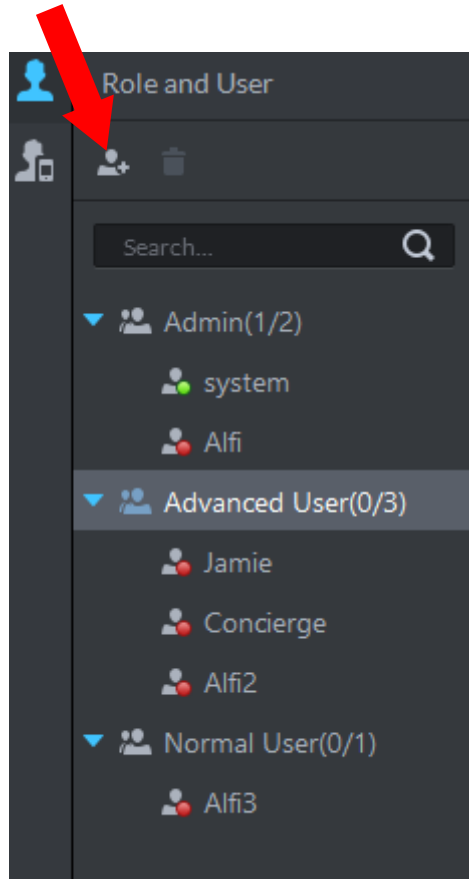 Role and User
Search...
Admin(1/2)
system
Alfi
Advanced User(0/3)
Jamie
Concierge
Alfi2
Normal User(0/1)
Alfi3